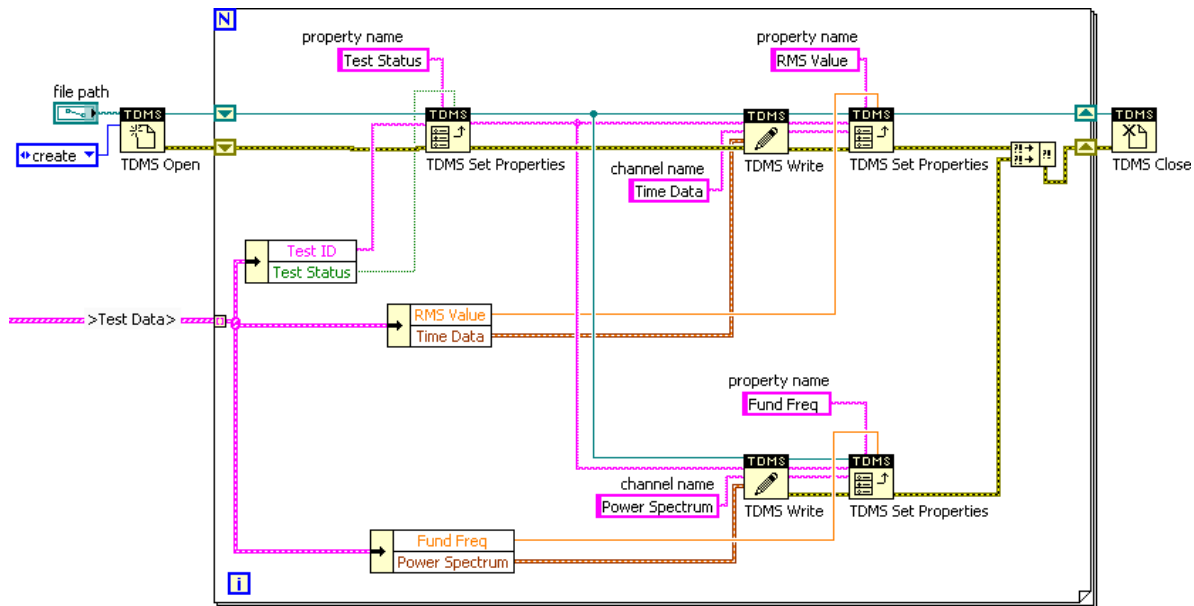 N
property name
Test Status
property name
RMS Value
file path
TDMS
create
TDMS Open
TDMS
TDMS Set Properties
TDMS
TDMS Write
TDMS
TDMS Set Properties
TDMS
TDMS Close
channel name
Time Data
Test ID
Test Status
>Test Data>
RMS Value
Time Data
property name
Fund Freq
channel name
Power Spectrum
TDMS
TDMS Write
TDMS
TDMS Set Properties
Fund Freq
Power Spectrum
i